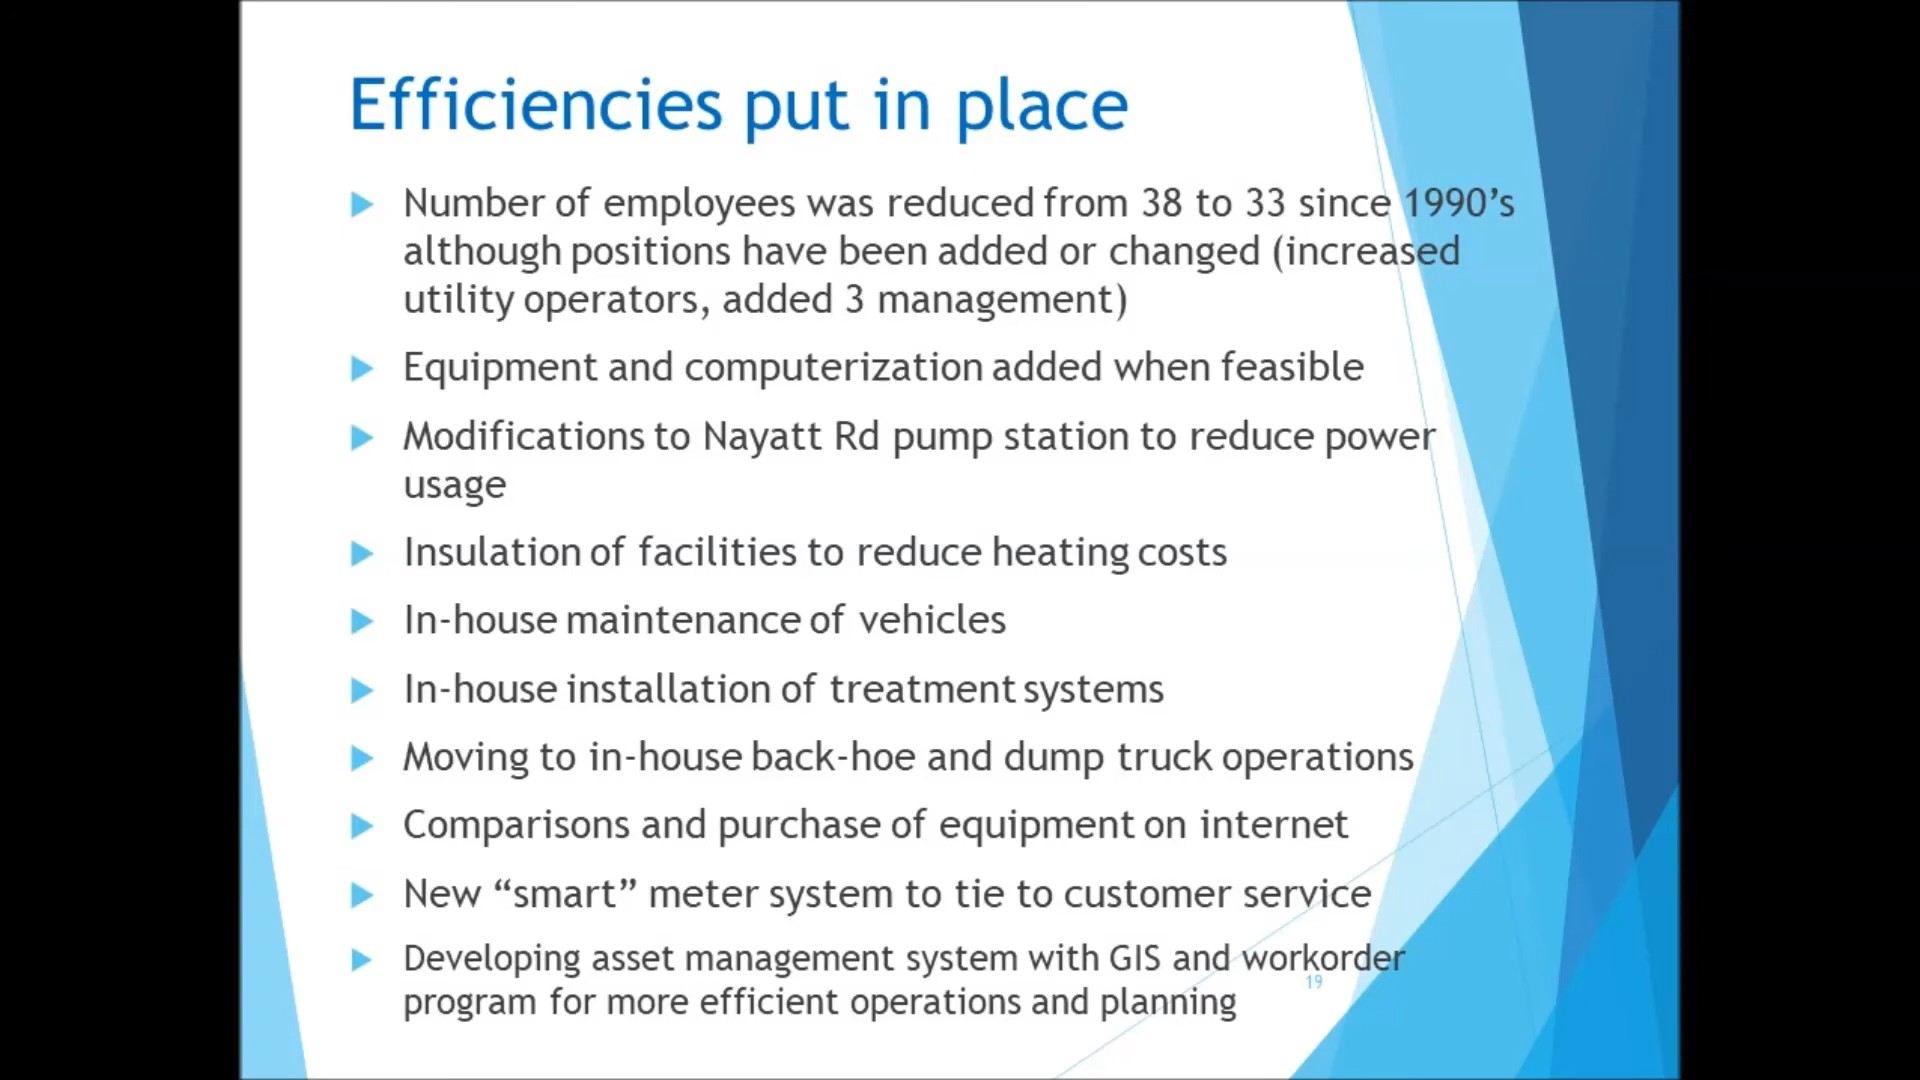 Efficiencies put in place
Number of employees was reduced from 38 to 33 since 1990’s
although positions have been added or changed (increased
utility operators, added 3 management)
Equipment and computerization added when feasible
Modifications to Nayatt Rd pump station to reduce power
usage
Insulation of facilities to reduce heating costs
In-house maintenance of vehicles
In-house installation of treatment systems
Moving to in-house back-hoe and dump truck operations
Comparisons and purchase of equipment on internet
New “smart” meter system to tie to customer service
Developing asset management system with GIS and workorder
program for more efficient operations and planning
19